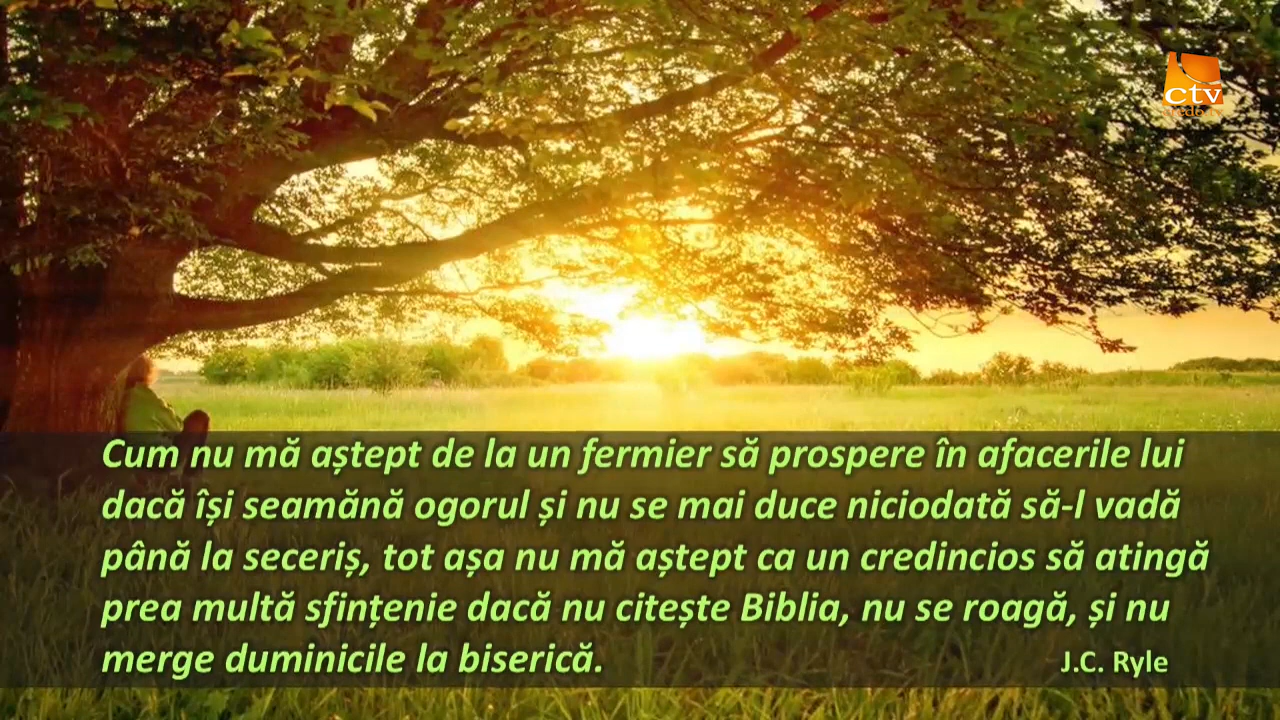 ctv
Cum nu mă aștept de la un fermier să prospere în afacerile lui
dacă își seamănă ogorul și nu se mai duce niciodată să-l vadă
până la seceriș, tot așa nu mă aștept ca un credincios să atingă
prea multă sfințenie dacă nu citește Biblia, nu se roagă, și nu
merge duminicile la biserică.
J.C. Ryle